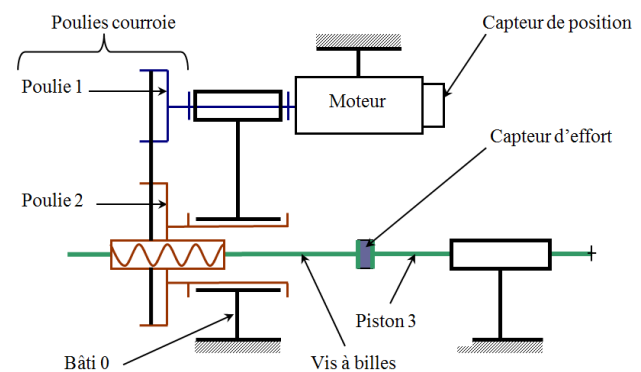 Poulies courroie
Capteur de position
Poulie 1
Moteur
Capteur d'effort
Poulie 2
Piston 3
Bâti 0
Vis à billes